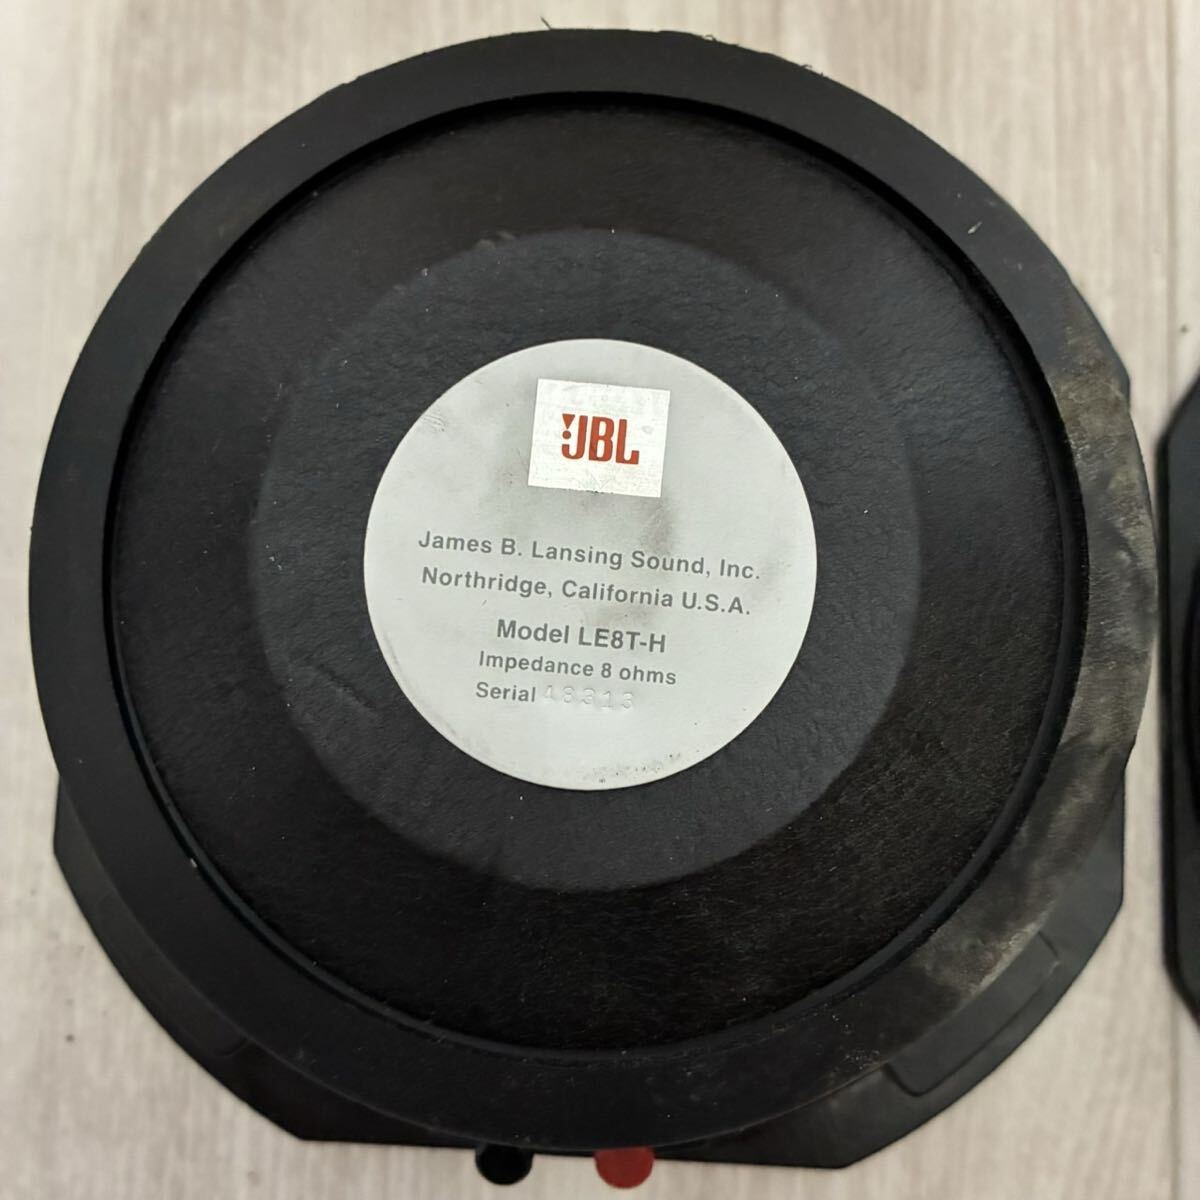 JBL
James B. Lansing Sound, Inc.
Northridge, California U.S.A.
Model LE8T-H
Impedance 8 ohms
Serial 48313